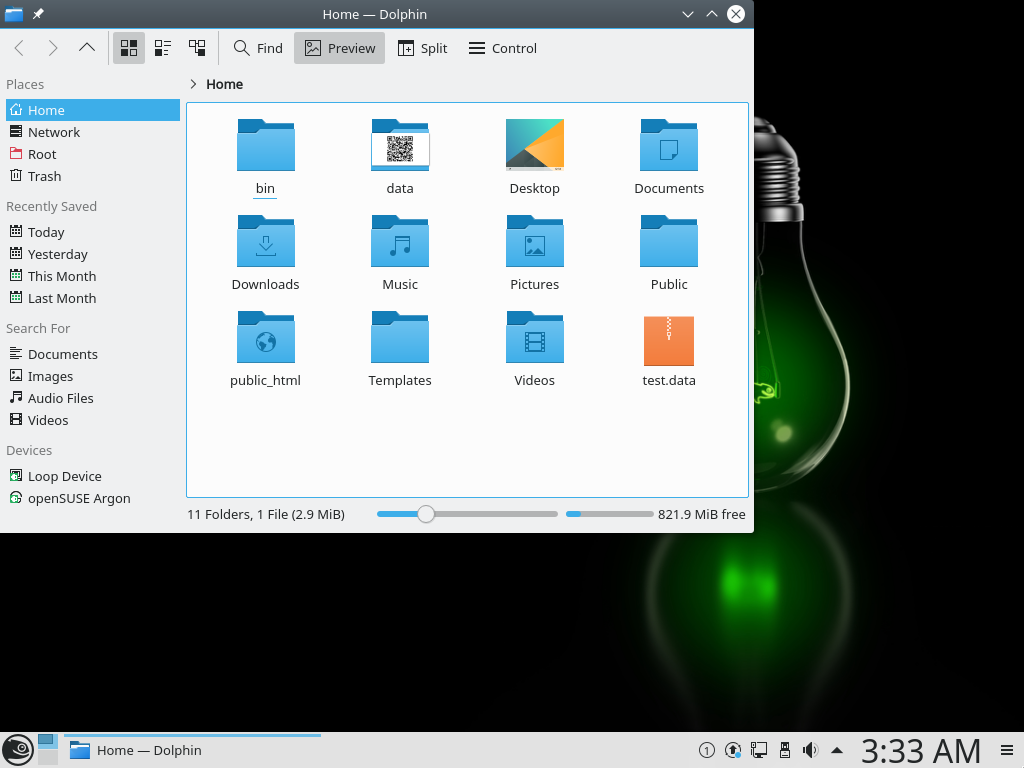 Home — Dolphin
Find
Preview
Split
Control
Places
Home
Network
Root
Trash
Recently Saved
Today
Yesterday
This Month
Last Month
Search For
Documents
Images
Audio Files
Videos
Devices
Loop Device
openSUSE Argon
Home
bin
data
Desktop
Documents
Downloads
Music
Pictures
Public
public_html
Templates
Videos
test.data
11 Folders, 1 File (2.9 MiB)
821.9 MiB free
Home — Dolphin
1
3:33 AM